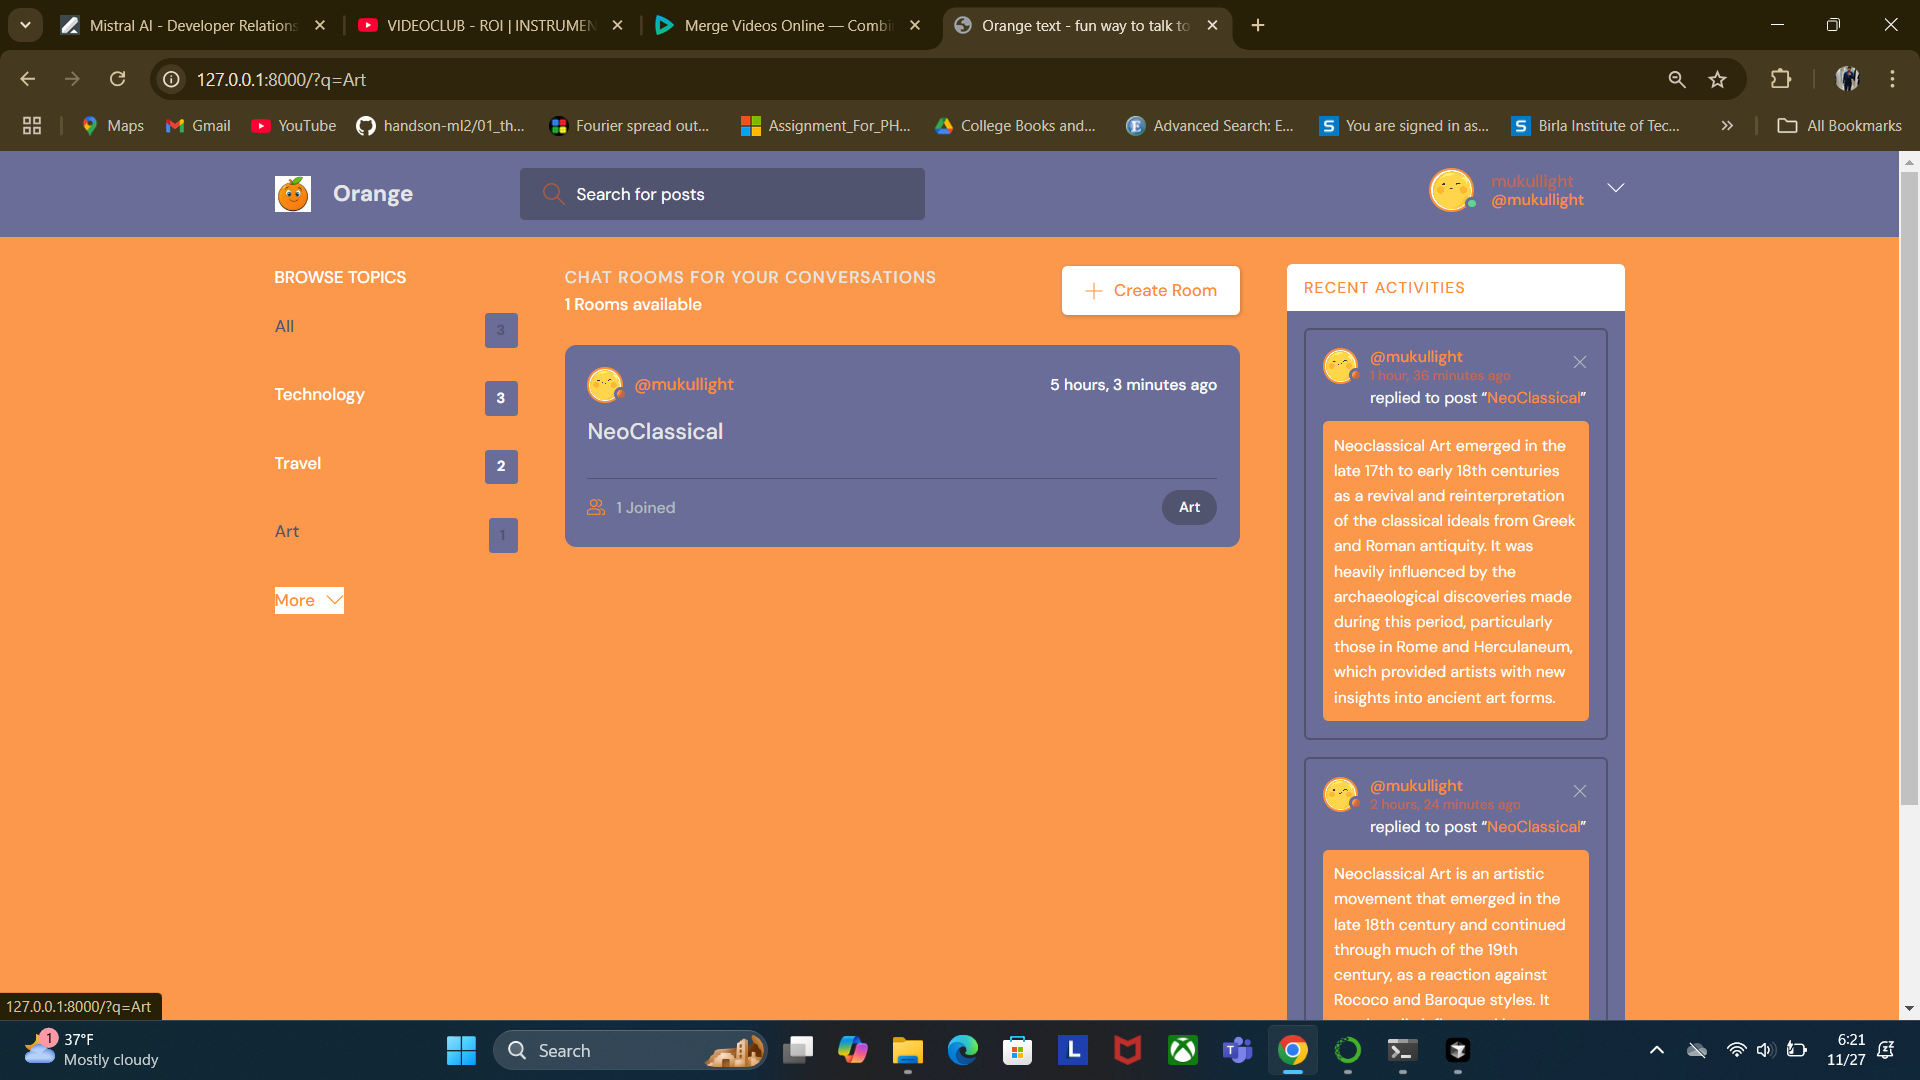 Mistral AI - Developer Relations
VIDEOCLUB - ROI | INSTRUMEN
Merge Videos Online — Combi
Orange text - fun way to talk to
127.0.0.1:8000/?q=Art
Maps
Gmail
YouTube
handson-ml2/01_th...
Fourier spread out...
Assignment_For_PH...
College Books and...
Advanced Search: E...
You are signed in as...
Birla Institute of Tec...
All Bookmarks
Orange
Search for posts
mukullight
@mukullight
BROWSE TOPICS
All
3
Technology
3
Travel
2
Art
1
More
CHAT ROOMS FOR YOUR CONVERSATIONS
1 Rooms available
Create Room
@mukullight
5 hours, 3 minutes ago
NeoClassical
1 Joined
Art
RECENT ACTIVITIES
@mukullight
1 hour, 36 minutes ago
replied to post “NeoClassical”
Neoclassical Art emerged in the
late 17th to early 18th centuries
as a revival and reinterpretation
of the classical ideals from Greek
and Roman antiquity. It was
heavily influenced by the
archaeological discoveries made
during this period, particularly
those in Rome and Herculaneum,
which provided artists with new
insights into ancient art forms.
@mukullight
2 hours, 24 minutes ago
replied to post “NeoClassical”
Neoclassical Art is an artistic
movement that emerged in the
late 18th century and continued
through much of the 19th
century, as a reaction against
Rococo and Baroque styles. It
127.0.0.1:8000/?q=Art
1
37°F
Mostly cloudy
Search
L
6:21
11/27